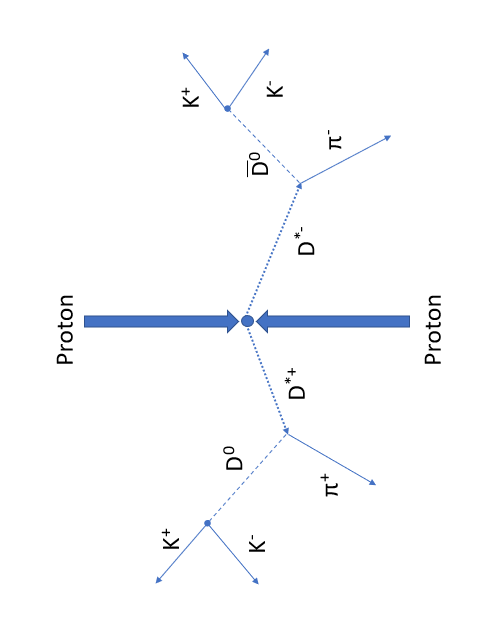 Proton
K⁺
K⁺
D⁰
K⁻
D̅⁰
K⁻
D*⁺
D*⁻
π⁺
π⁻
Proton